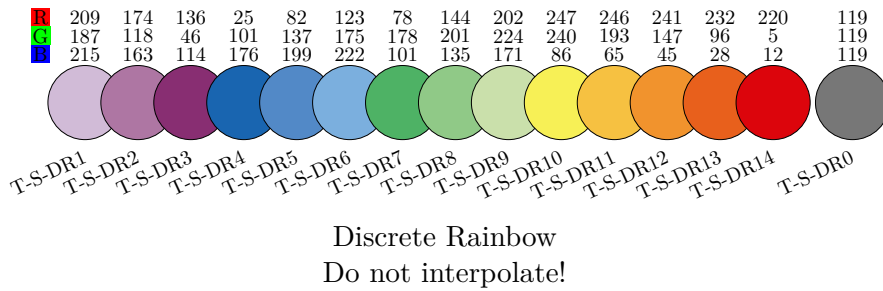 R 209 174 136 25 82 123 78 144 202 247 246 241 232 220 119
G 187 118 46 101 137 175 178 201 224 240 193 147 96 5 119
B 215 163 114 176 199 222 101 135 171 86 65 45 28 12 119
T-S-DR1 T-S-DR2 T-S-DR3 T-S-DR4 T-S-DR5 T-S-DR6 T-S-DR7 T-S-DR8 T-S-DR9 T-S-DR10 T-S-DR11 T-S-DR12 T-S-DR13 T-S-DR14 T-S-DR0
Discrete Rainbow
Do not interpolate!